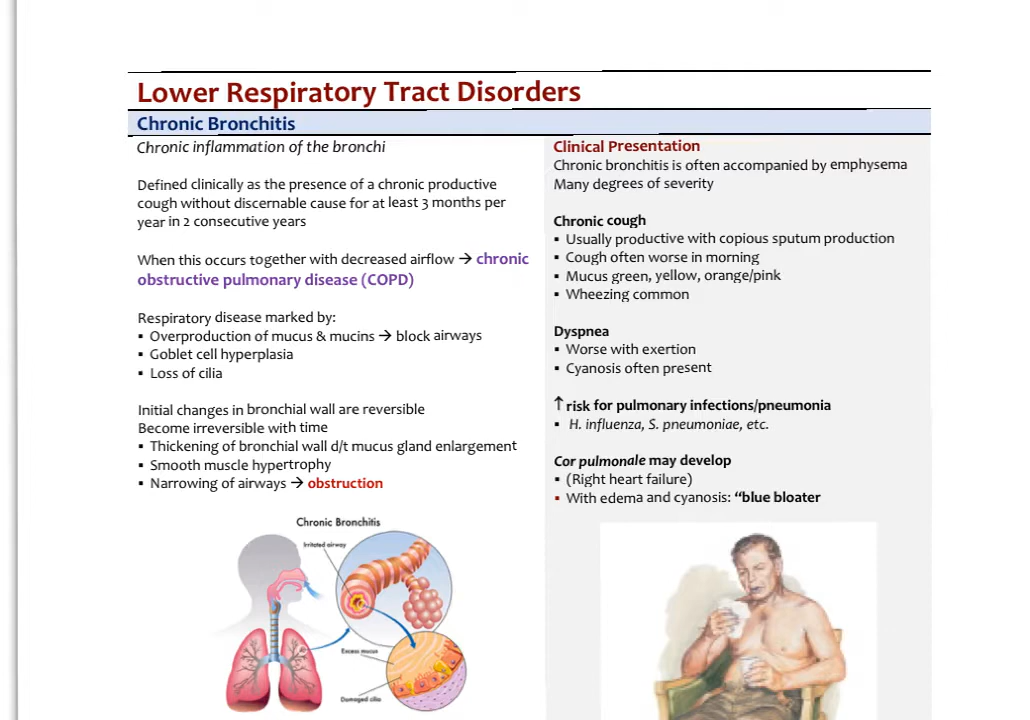 Lower Respiratory Tract Disorders
Chronic Bronchitis
Chronic inflammation of the bronchi
Defined clinically as the presence of a chronic productive
cough without discernable cause for at least 3 months per
year in 2 consecutive years
When this occurs together with decreased airflow → chronic
obstructive pulmonary disease (COPD)
Respiratory disease marked by:
▪ Overproduction of mucus & mucins → block airways
▪ Goblet cell hyperplasia
▪ Loss of cilia
Initial changes in bronchial wall are reversible
Become irreversible with time
▪ Thickening of bronchial wall d/t mucus gland enlargement
▪ Smooth muscle hypertrophy
▪ Narrowing of airways → obstruction
Chronic Bronchitis
Irritated airway
Excess mucus
Damaged cilia
Clinical Presentation
Chronic bronchitis is often accompanied by emphysema
Many degrees of severity
Chronic cough
▪ Usually productive with copious sputum production
▪ Cough often worse in morning
▪ Mucus green, yellow, orange/pink
▪ Wheezing common
Dyspnea
▪ Worse with exertion
▪ Cyanosis often present
↑ risk for pulmonary infections/pneumonia
▪ H. influenza, S. pneumoniae, etc.
Cor pulmonale may develop
▪ (Right heart failure)
▪ With edema and cyanosis: “blue bloater